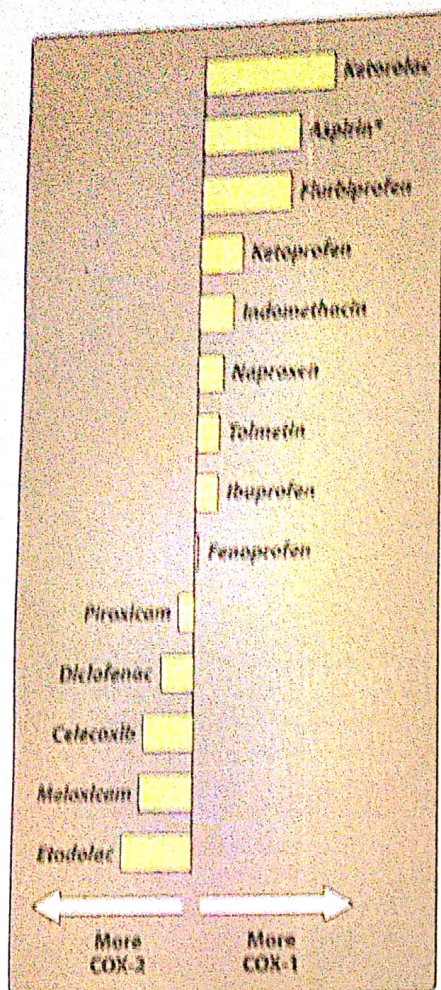 Ketorolac
Aspirin*
Flurbiprofen
Ketoprofen
Indomethacin
Naproxen
Tolmetin
Ibuprofen
Fenoprofen
Piroxicam
Diclofenac
Celecoxib
Meloxicam
Etodolac
More
COX-2
More
COX-1